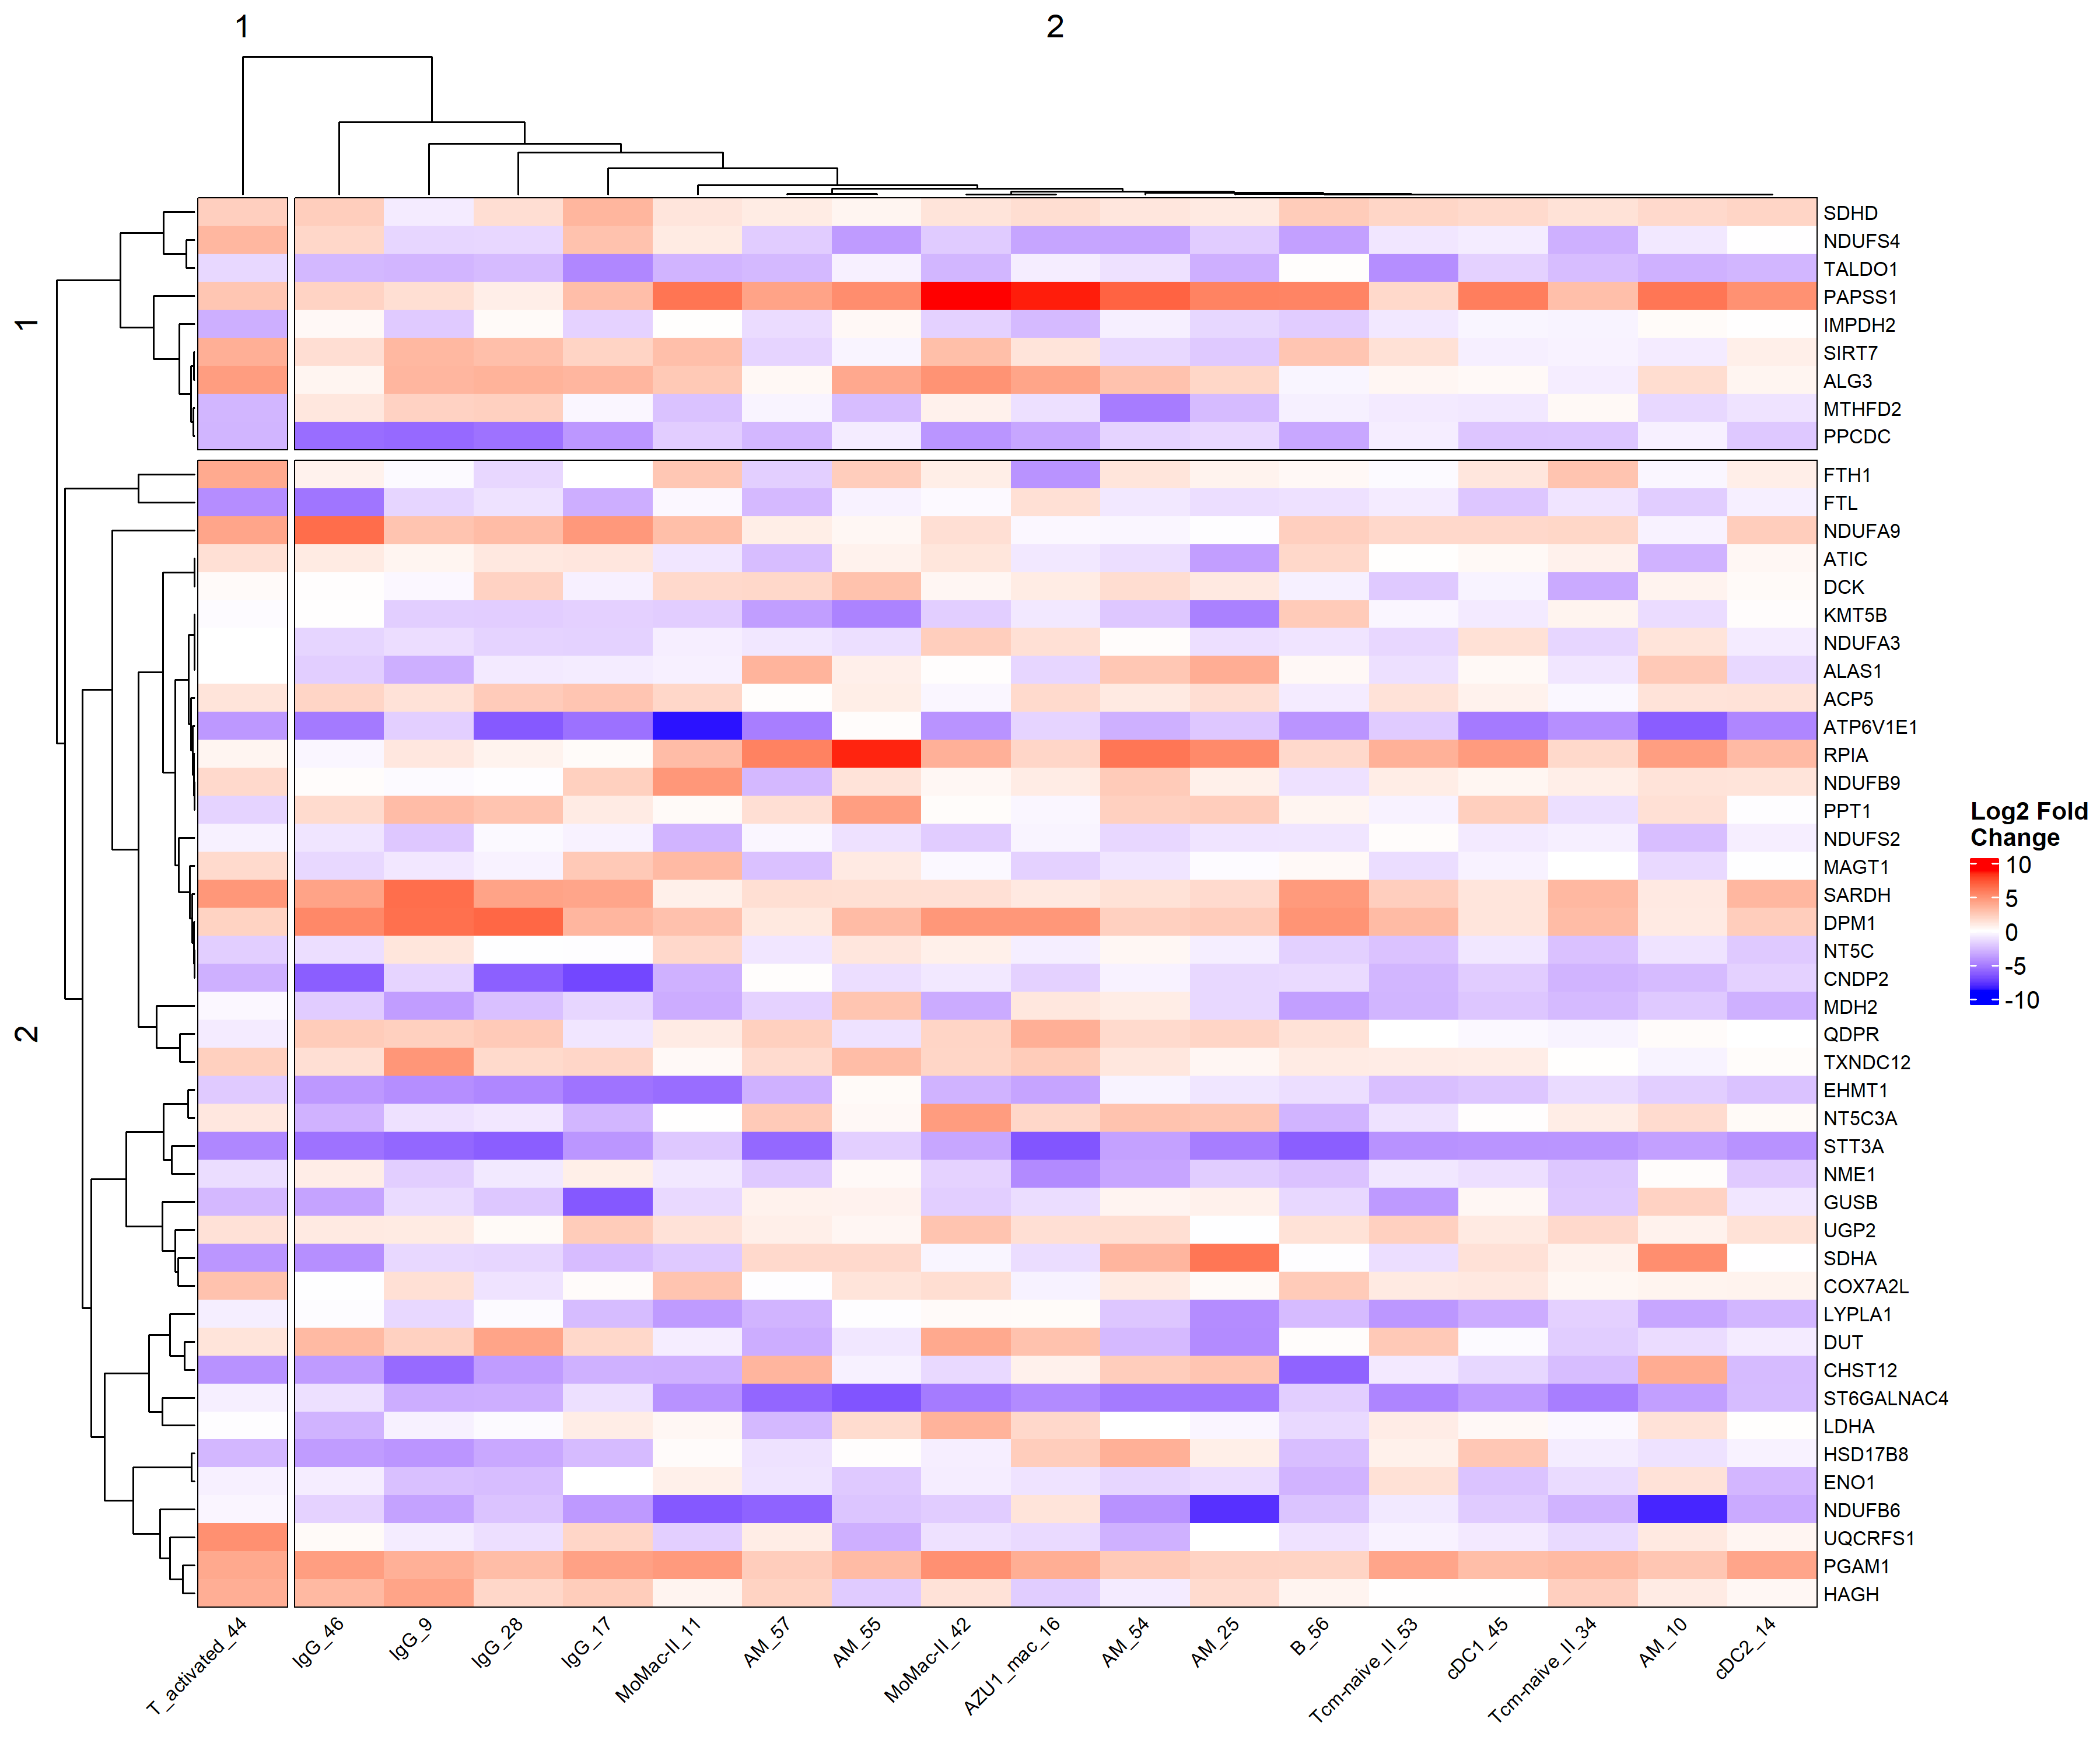 1
2
1
2
SDHD
NDUFS4
TALDO1
PAPSS1
IMPDH2
SIRT7
ALG3
MTHFD2
PPCDC
FTH1
FTL
NDUFA9
ATIC
DCK
KMT5B
NDUFA3
ALAS1
ACP5
ATP6V1E1
RPIA
NDUFB9
PPT1
NDUFS2
MAGT1
SARDH
DPM1
NT5C
CNDP2
MDH2
QDPR
TXNDC12
EHMT1
NT5C3A
STT3A
NME1
GUSB
UGP2
SDHA
COX7A2L
LYPLA1
DUT
CHST12
ST6GALNAC4
LDHA
HSD17B8
ENO1
NDUFB6
UQCRFS1
PGAM1
HAGH
Log2 Fold
Change
10
5
0
-5
-10
T_activated_44
IgG_46
IgG_9
IgG_28
IgG_17
MoMac-II_11
AM_57
AM_55
MoMac-II_42
AZU1_mac_16
AM_54
AM_25
B_56
Tcm-naive_II_53
cDC1_45
Tcm-naive_II_34
AM_10
cDC2_14